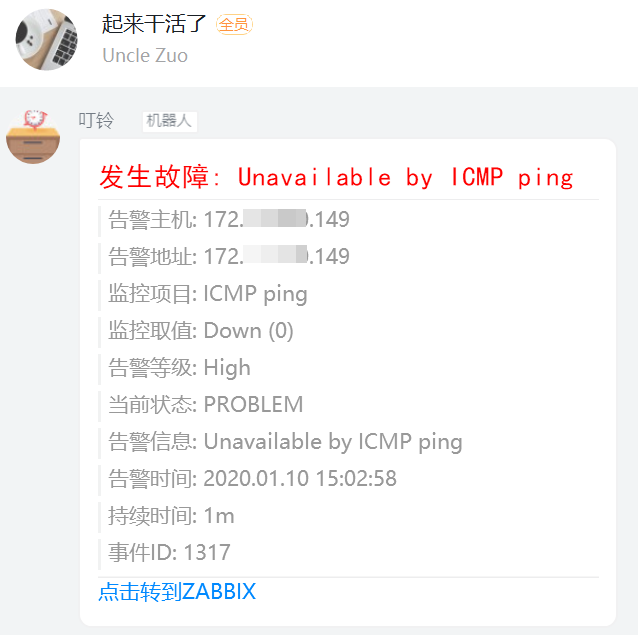 起来干活了 全员
Uncle Zuo
叮铃 机器人
发生故障: Unavailable by ICMP ping
告警主机: 172. .149
告警地址: 172. .149
监控项目: ICMP ping
监控取值: Down (0)
告警等级: High
当前状态: PROBLEM
告警信息: Unavailable by ICMP ping
告警时间: 2020.01.10 15:02:58
持续时间: 1m
事件ID: 1317
点击转到ZABBIX